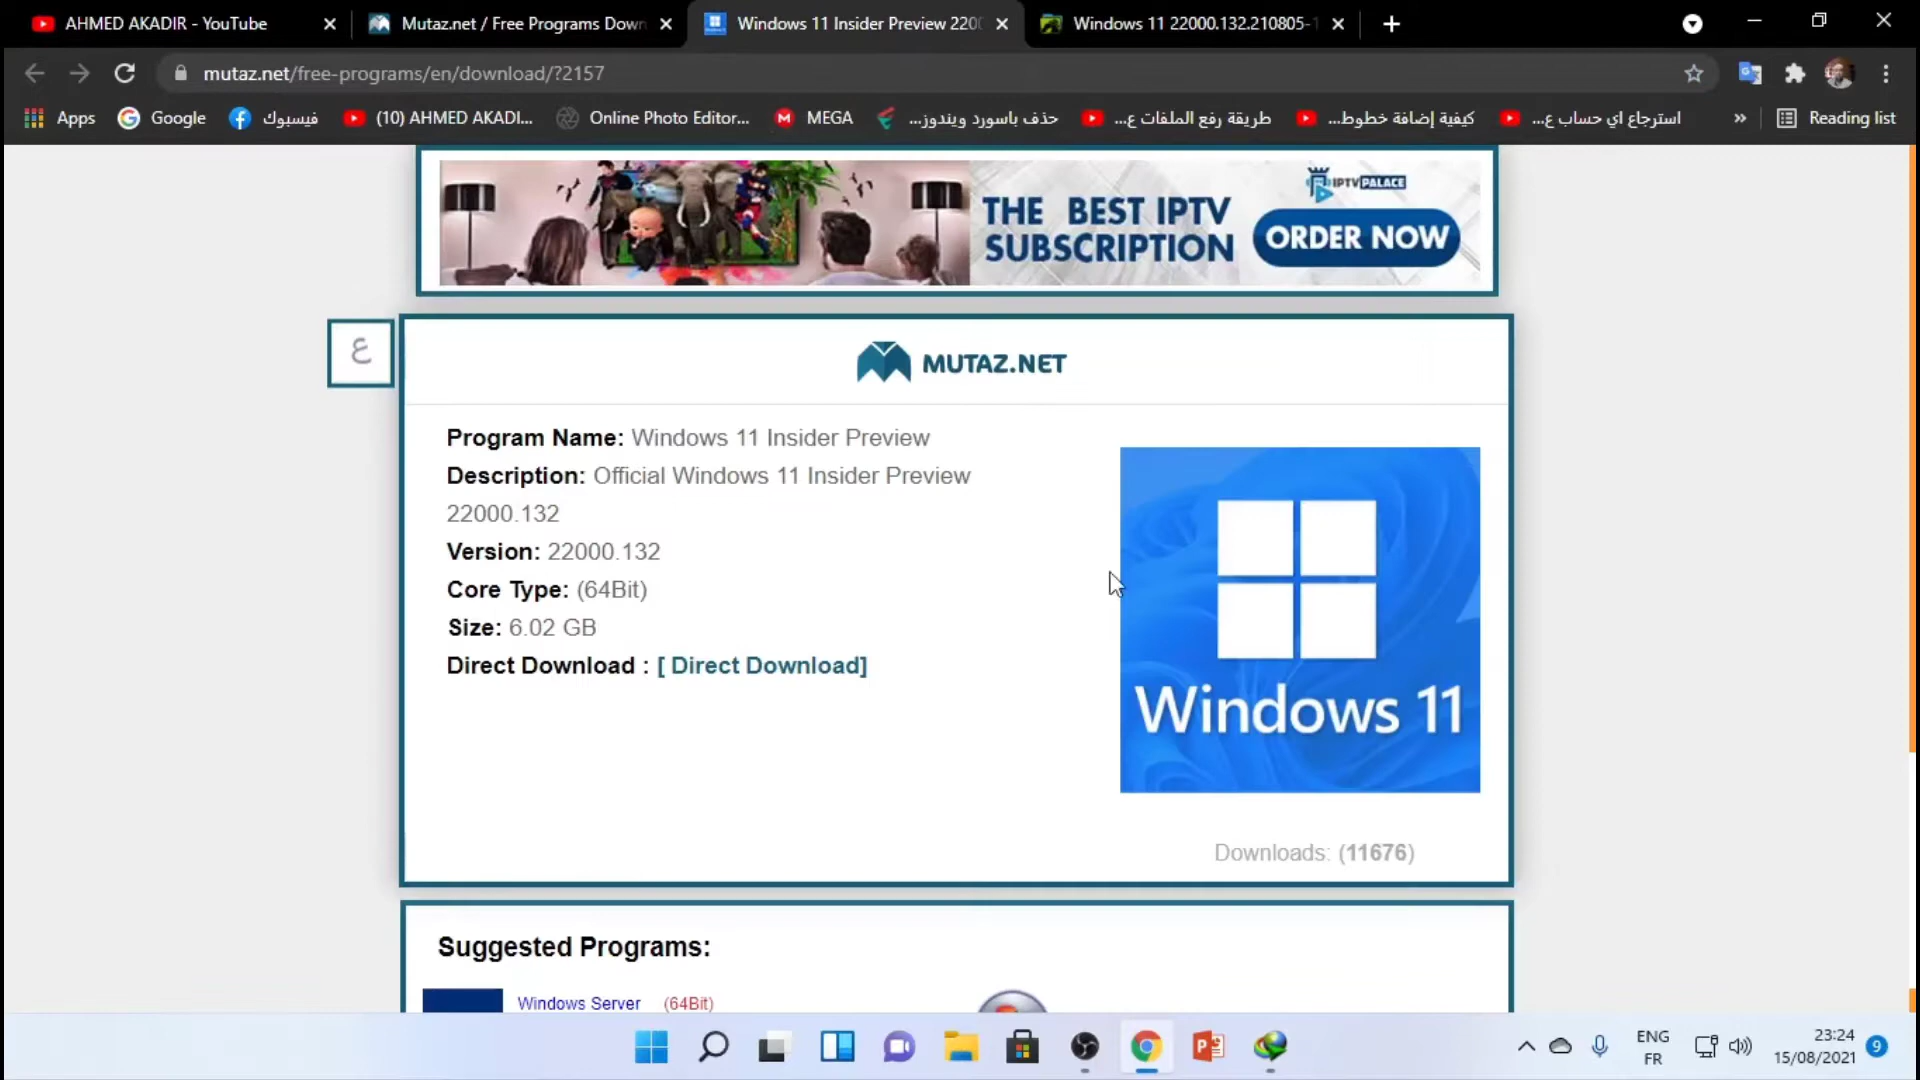 AHMED AKADIR - YouTube
Mutaz.net / Free Programs Down
Windows 11 Insider Preview 220
Windows 11 22000.132.210805-1
mutaz.net/free-programs/en/download/?2157
Apps
Google
فيسبوك
(10) AHMED AKADI...
Online Photo Editor...
MEGA
حذف باسورد ويندوز...
طريقة رفع الملفات ع...
كيفية إضافة خطوط...
استرجاع اي حساب ع...
»
Reading list
IPTVPALACE
THE BEST IPTV
SUBSCRIPTION
ORDER NOW
ع
MUTAZ.NET
Program Name: Windows 11 Insider Preview
Description: Official Windows 11 Insider Preview
22000.132
Version: 22000.132
Core Type: (64Bit)
Size: 6.02 GB
Direct Download : [ Direct Download]
Windows 11
Downloads: (11676)
Suggested Programs:
Windows Server (64Bit)
ENG
FR
23:24
15/08/2021
9